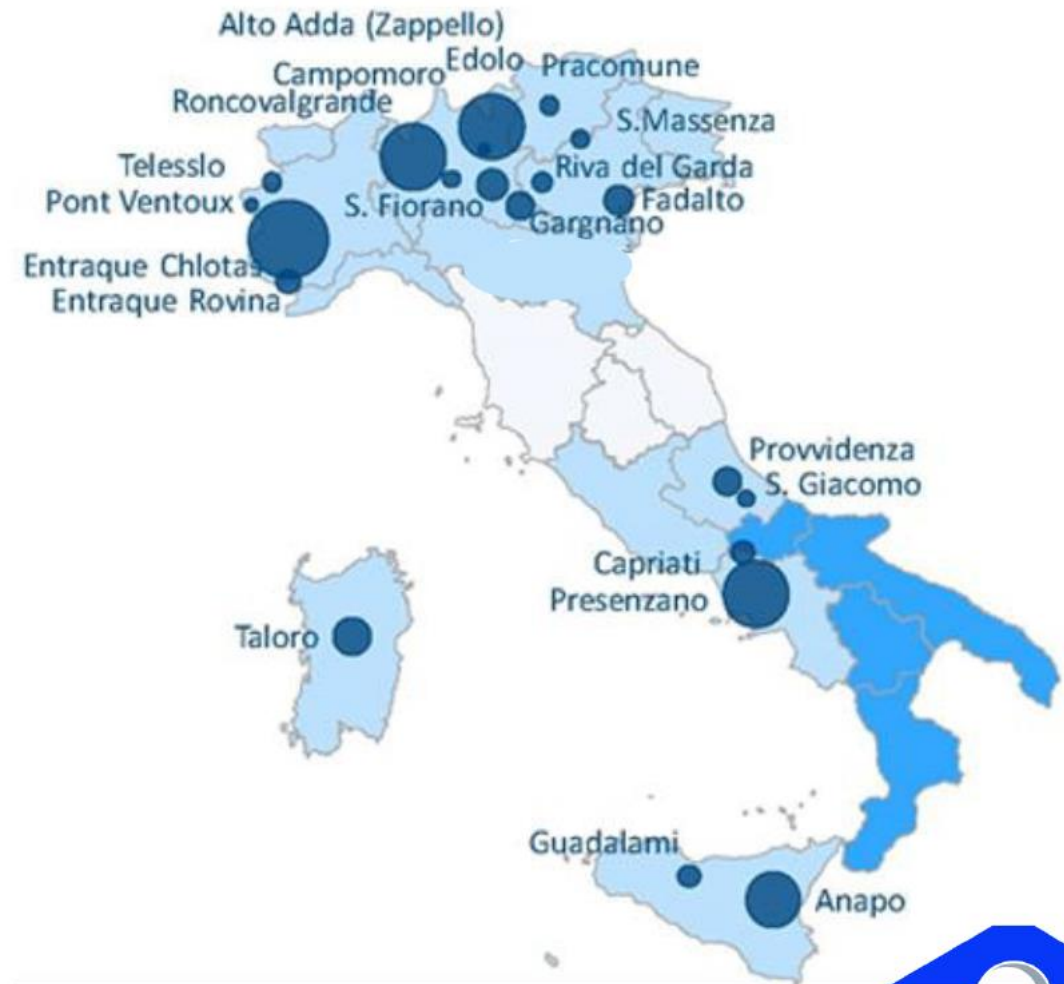 Alto Adda (Zappello)
Edolo
Pracomune
Campomoro
Roncovalgrande
S.Massenza
Telesslo
Riva del Garda
Pont Ventoux
S. Fiorano
Fadalto
Gargnano
Entraque Chlotas
Entraque Rovina
Provvidenza
S. Giacomo
Capriati
Presenzano
Taloro
Guadalami
Anapo